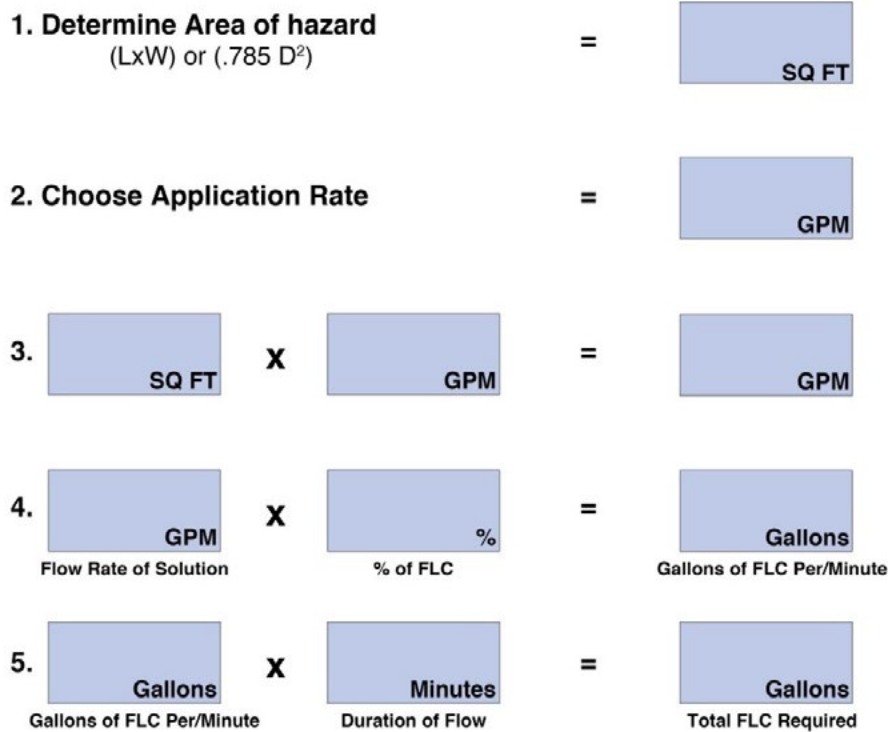 1. Determine Area of hazard
(LxW) or (.785 D²)
=
SQ FT
2. Choose Application Rate
=
GPM
3.
SQ FT
X
GPM
=
GPM
4.
GPM
X
%
=
Gallons
Flow Rate of Solution
% of FLC
Gallons of FLC Per/Minute
5.
Gallons
X
Minutes
=
Gallons
Gallons of FLC Per/Minute
Duration of Flow
Total FLC Required